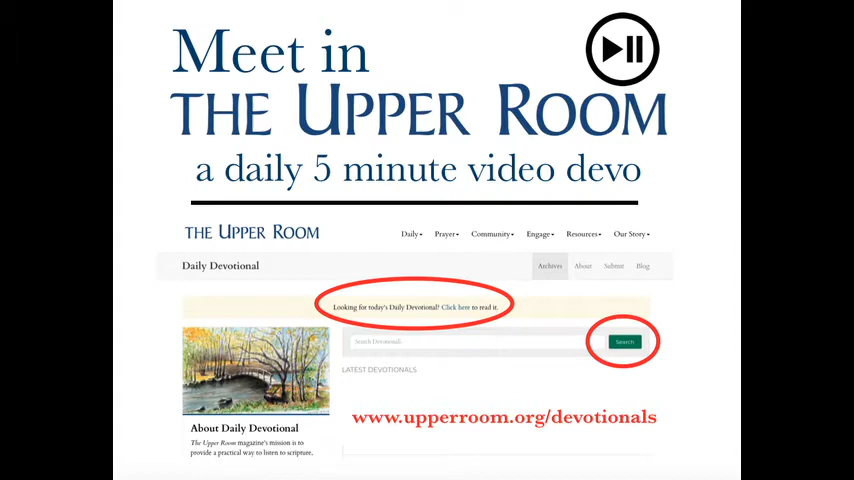 Meet in
THE UPPER ROOM
a daily 5 minute video devo
THE UPPER ROOM
Daily Prayer Community Engage Resources Our Story
Daily Devotional
Archives About Submit Blog
Looking for today's Daily Devotional? Click here to read it.
Search Devotionals
Search
LATEST DEVOTIONALS
www.upperroom.org/devotionals
About Daily Devotional
The Upper Room magazine's mission is to
provide a practical way to listen to scripture,